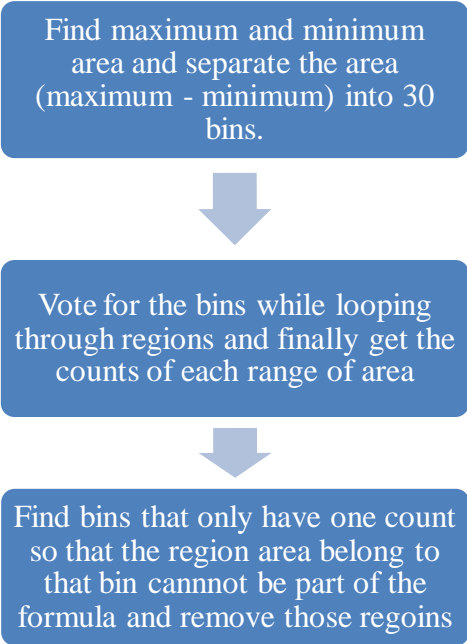 Find maximum and minimum
area and separate the area
(maximum - minimum) into 30
bins.
Vote for the bins while looping
through regions and finally get the
counts of each range of area
Find bins that only have one count
so that the region area belong to
that bin cannnot be part of the
formula and remove those regoins